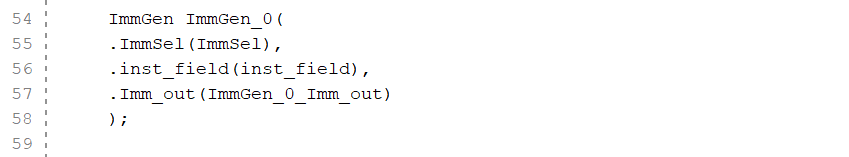 54 ImmGen ImmGen_0(
55 .ImmSel(ImmSel),
56 .inst_field(inst_field),
57 .Imm_out(ImmGen_0_Imm_out)
58 );
59